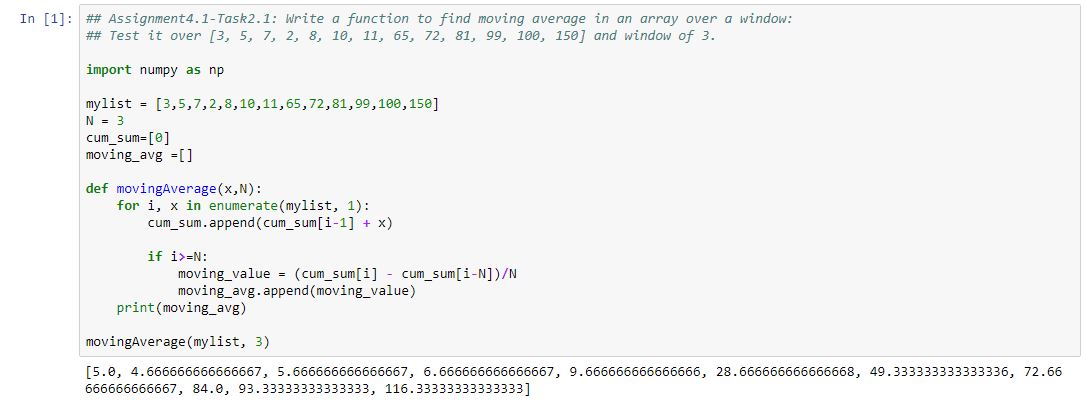 In [1]: ## Assignment4.1-Task2.1: Write a function to find moving average in an array over a window:
## Test it over [3, 5, 7, 2, 8, 10, 11, 65, 72, 81, 99, 100, 150] and window of 3.
import numpy as np
mylist = [3,5,7,2,8,10,11,65,72,81,99,100,150]
N = 3
cum_sum=[0]
moving_avg =[]
def movingAverage(x,N):
    for i, x in enumerate(mylist, 1):
        cum_sum.append(cum_sum[i-1] + x)
        if i>=N:
            moving_value = (cum_sum[i] - cum_sum[i-N])/N
            moving_avg.append(moving_value)
    print(moving_avg)
movingAverage(mylist, 3)
[5.0, 4.666666666666667, 5.666666666666667, 6.666666666666667, 9.666666666666666, 28.666666666666668, 49.333333333333336, 72.66
666666666667, 84.0, 93.33333333333333, 116.33333333333333]